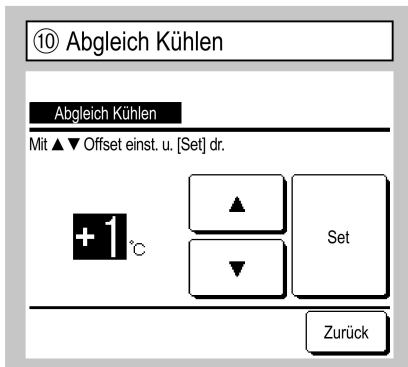 ⑩ Abgleich Kühlen
Abgleich Kühlen
Mit ▲▼ Offset einst. u. [Set] dr.
+1 °C
▲
▼
Set
Zurück